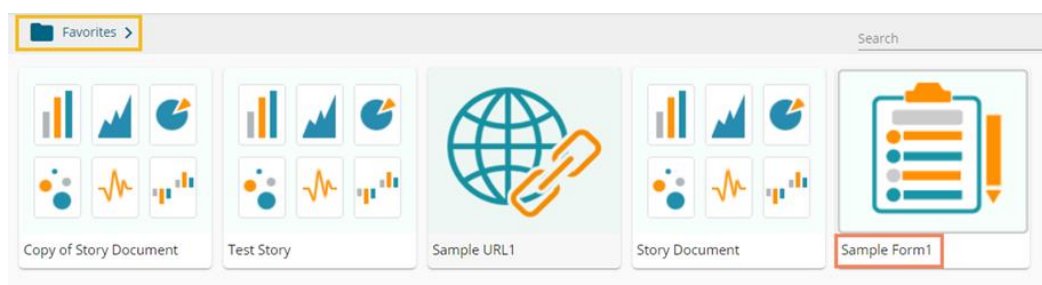 Favorites
Search
Copy of Story Document
Test Story
Sample URL1
Story Document
Sample Form1